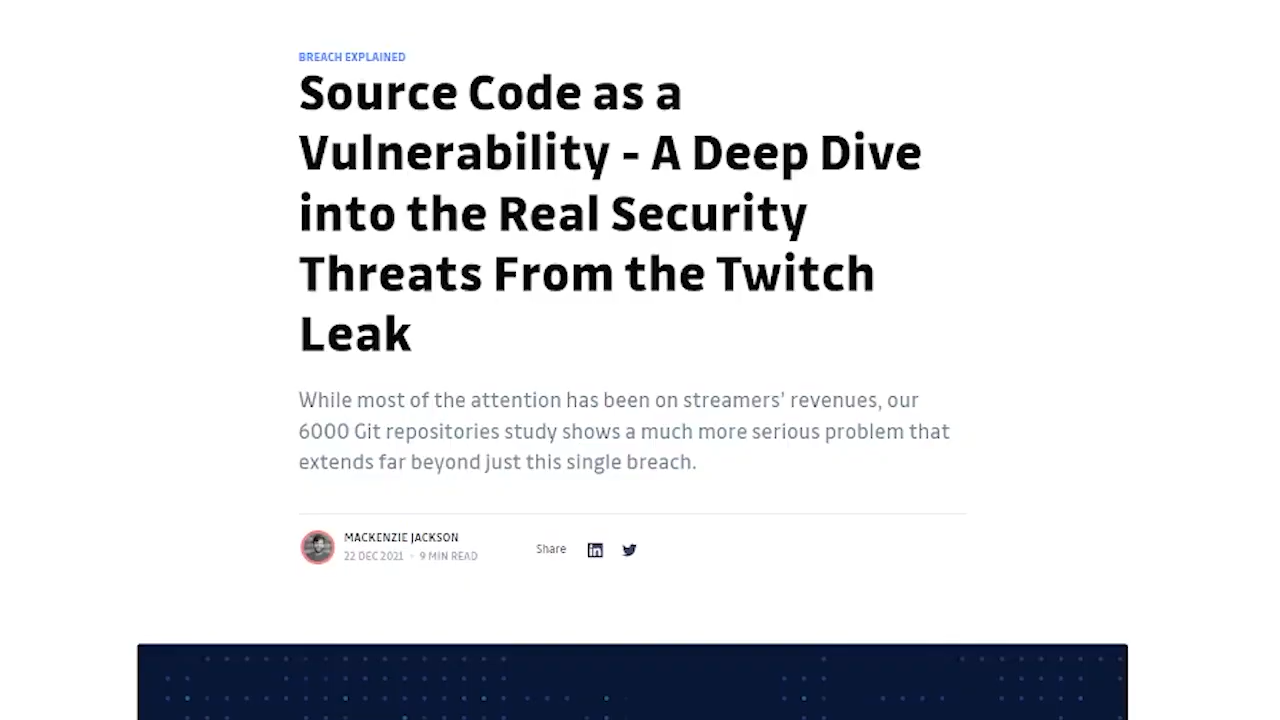 BREACH EXPLAINED
Source Code as a
Vulnerability - A Deep Dive
into the Real Security
Threats From the Twitch
Leak
While most of the attention has been on streamers' revenues, our
6000 Git repositories study shows a much more serious problem that
extends far beyond just this single breach.
MACKENZIE JACKSON
22 DEC 2021 · 9 MIN READ
Share